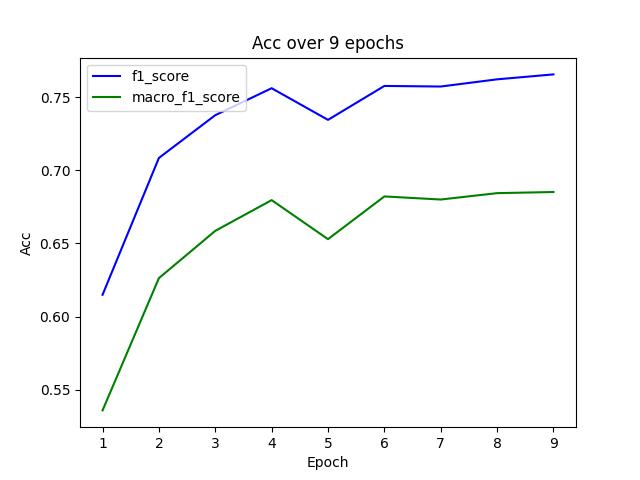 Acc over 9 epochs
f1_score
macro_f1_score
0.75
0.70
0.65
0.60
0.55
Acc
1 2 3 4 5 6 7 8 9
Epoch